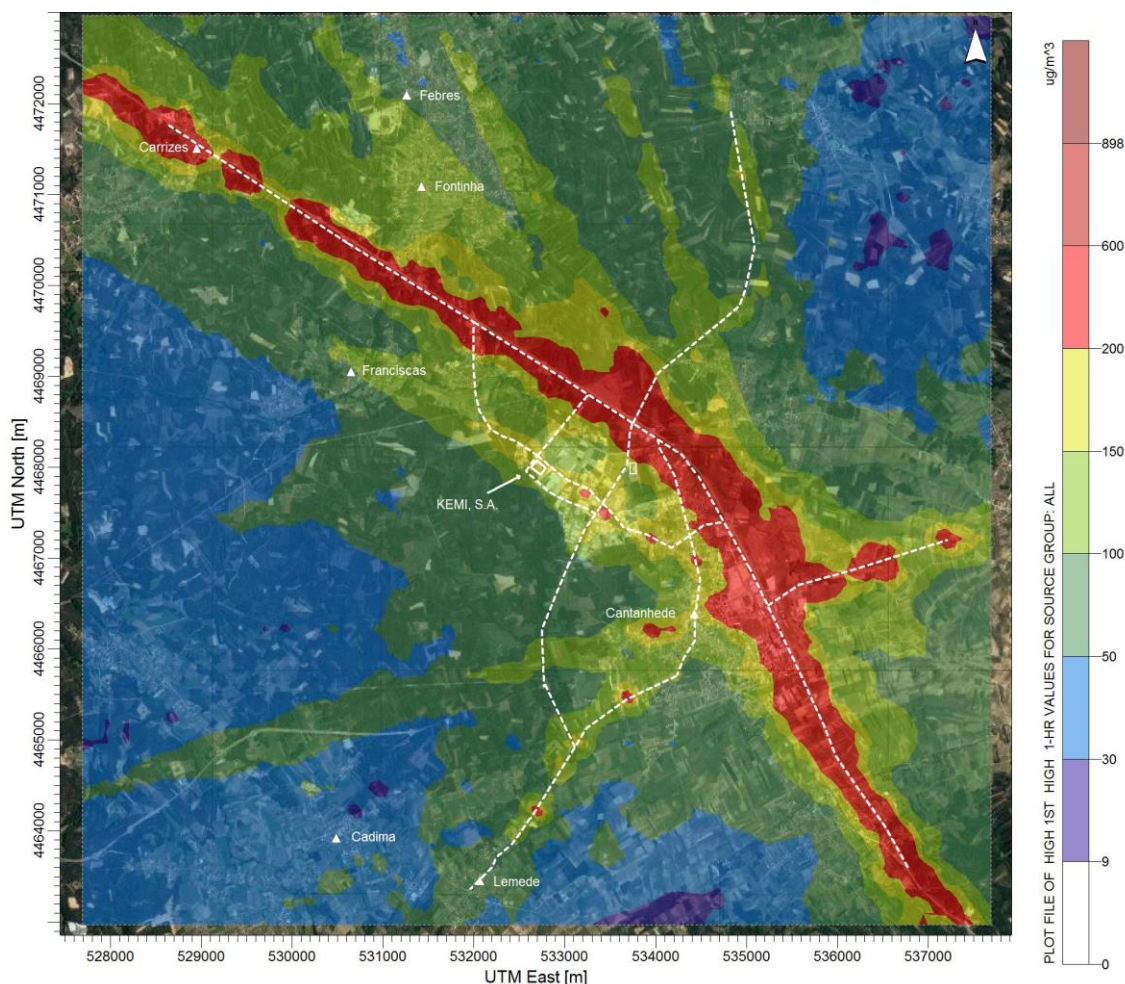 4472000
4471000
4470000
4469000
4468000
4467000
4466000
4465000
4464000
UTM North [m]
Febres
Carrizes
Fontinha
Franciscas
KEMI, S.A.
Cantanhede
Cadima
Lemede
528000 529000 530000 531000 532000 533000 534000 535000 536000 537000
UTM East [m]
ug/m^3
PLOT FILE OF HIGH 1ST HIGH 1-HR VALUES FOR SOURCE GROUP: ALL
898
600
200
150
100
50
30
9
0